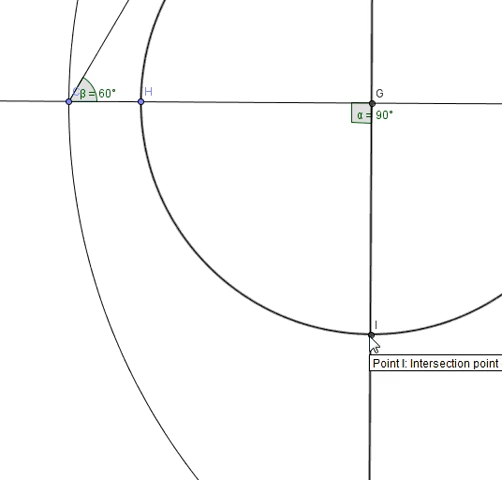 β = 60°
H
G
α = 90°
I
Point I: Intersection point